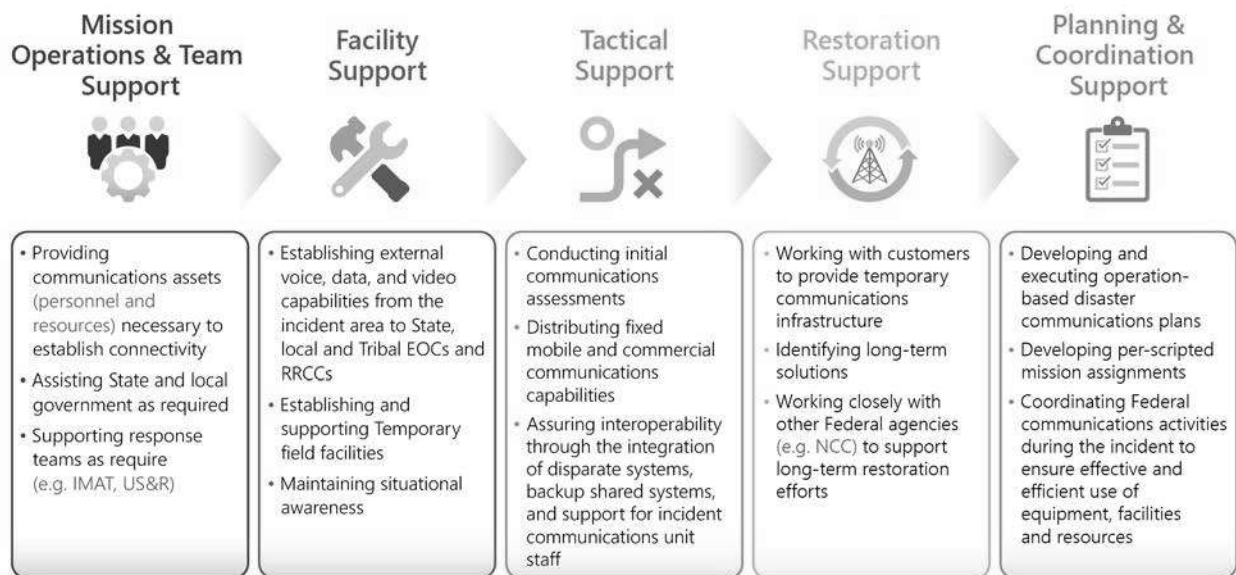 Mission
Operations & Team
Support
Facility
Support
Tactical
Support
Restoration
Support
Planning &
Coordination
Support
• Providing
communications assets
(personnel and
resources) necessary to
establish connectivity
• Assisting State and local
government as required
• Supporting response
teams as require
(e.g. IMAT, US&R)
• Establishing external
voice, data, and video
capabilities from the
incident area to State,
local and Tribal EOCs and
RRCCs
• Establishing and
supporting Temporary
field facilities
• Maintaining situational
awareness
• Conducting initial
communications
assessments
• Distributing fixed
mobile and commercial
communications
capabilities
• Assuring interoperability
through the integration
of disparate systems,
backup shared systems,
and support for incident
communications unit
staff
• Working with customers
to provide temporary
communications
infrastructure
• Identifying long-term
solutions
• Working closely with
other Federal agencies
(e.g. NCC) to support
long-term restoration
efforts
• Developing and
executing operation-
based disaster
communications plans
• Developing per-scripted
mission assignments
• Coordinating Federal
communications activities
during the incident to
ensure effective and
efficient use of
equipment, facilities
and resources